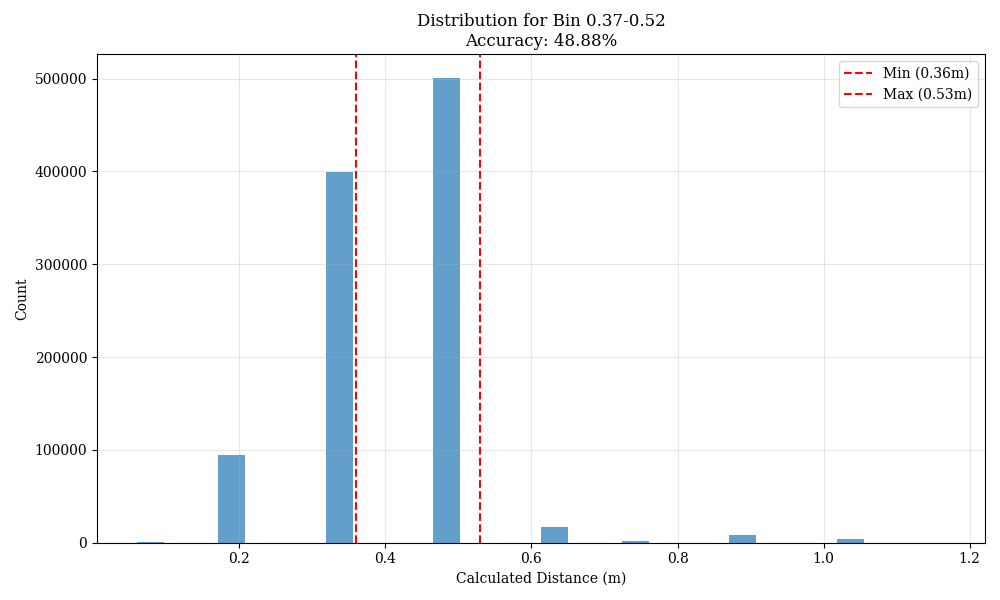 Distribution for Bin 0.37-0.52
Accuracy: 48.88%
Min (0.36m)
Max (0.53m)
Count
500000
400000
300000
200000
100000
0
0.2
0.4
0.6
0.8
1.0
1.2
Calculated Distance (m)